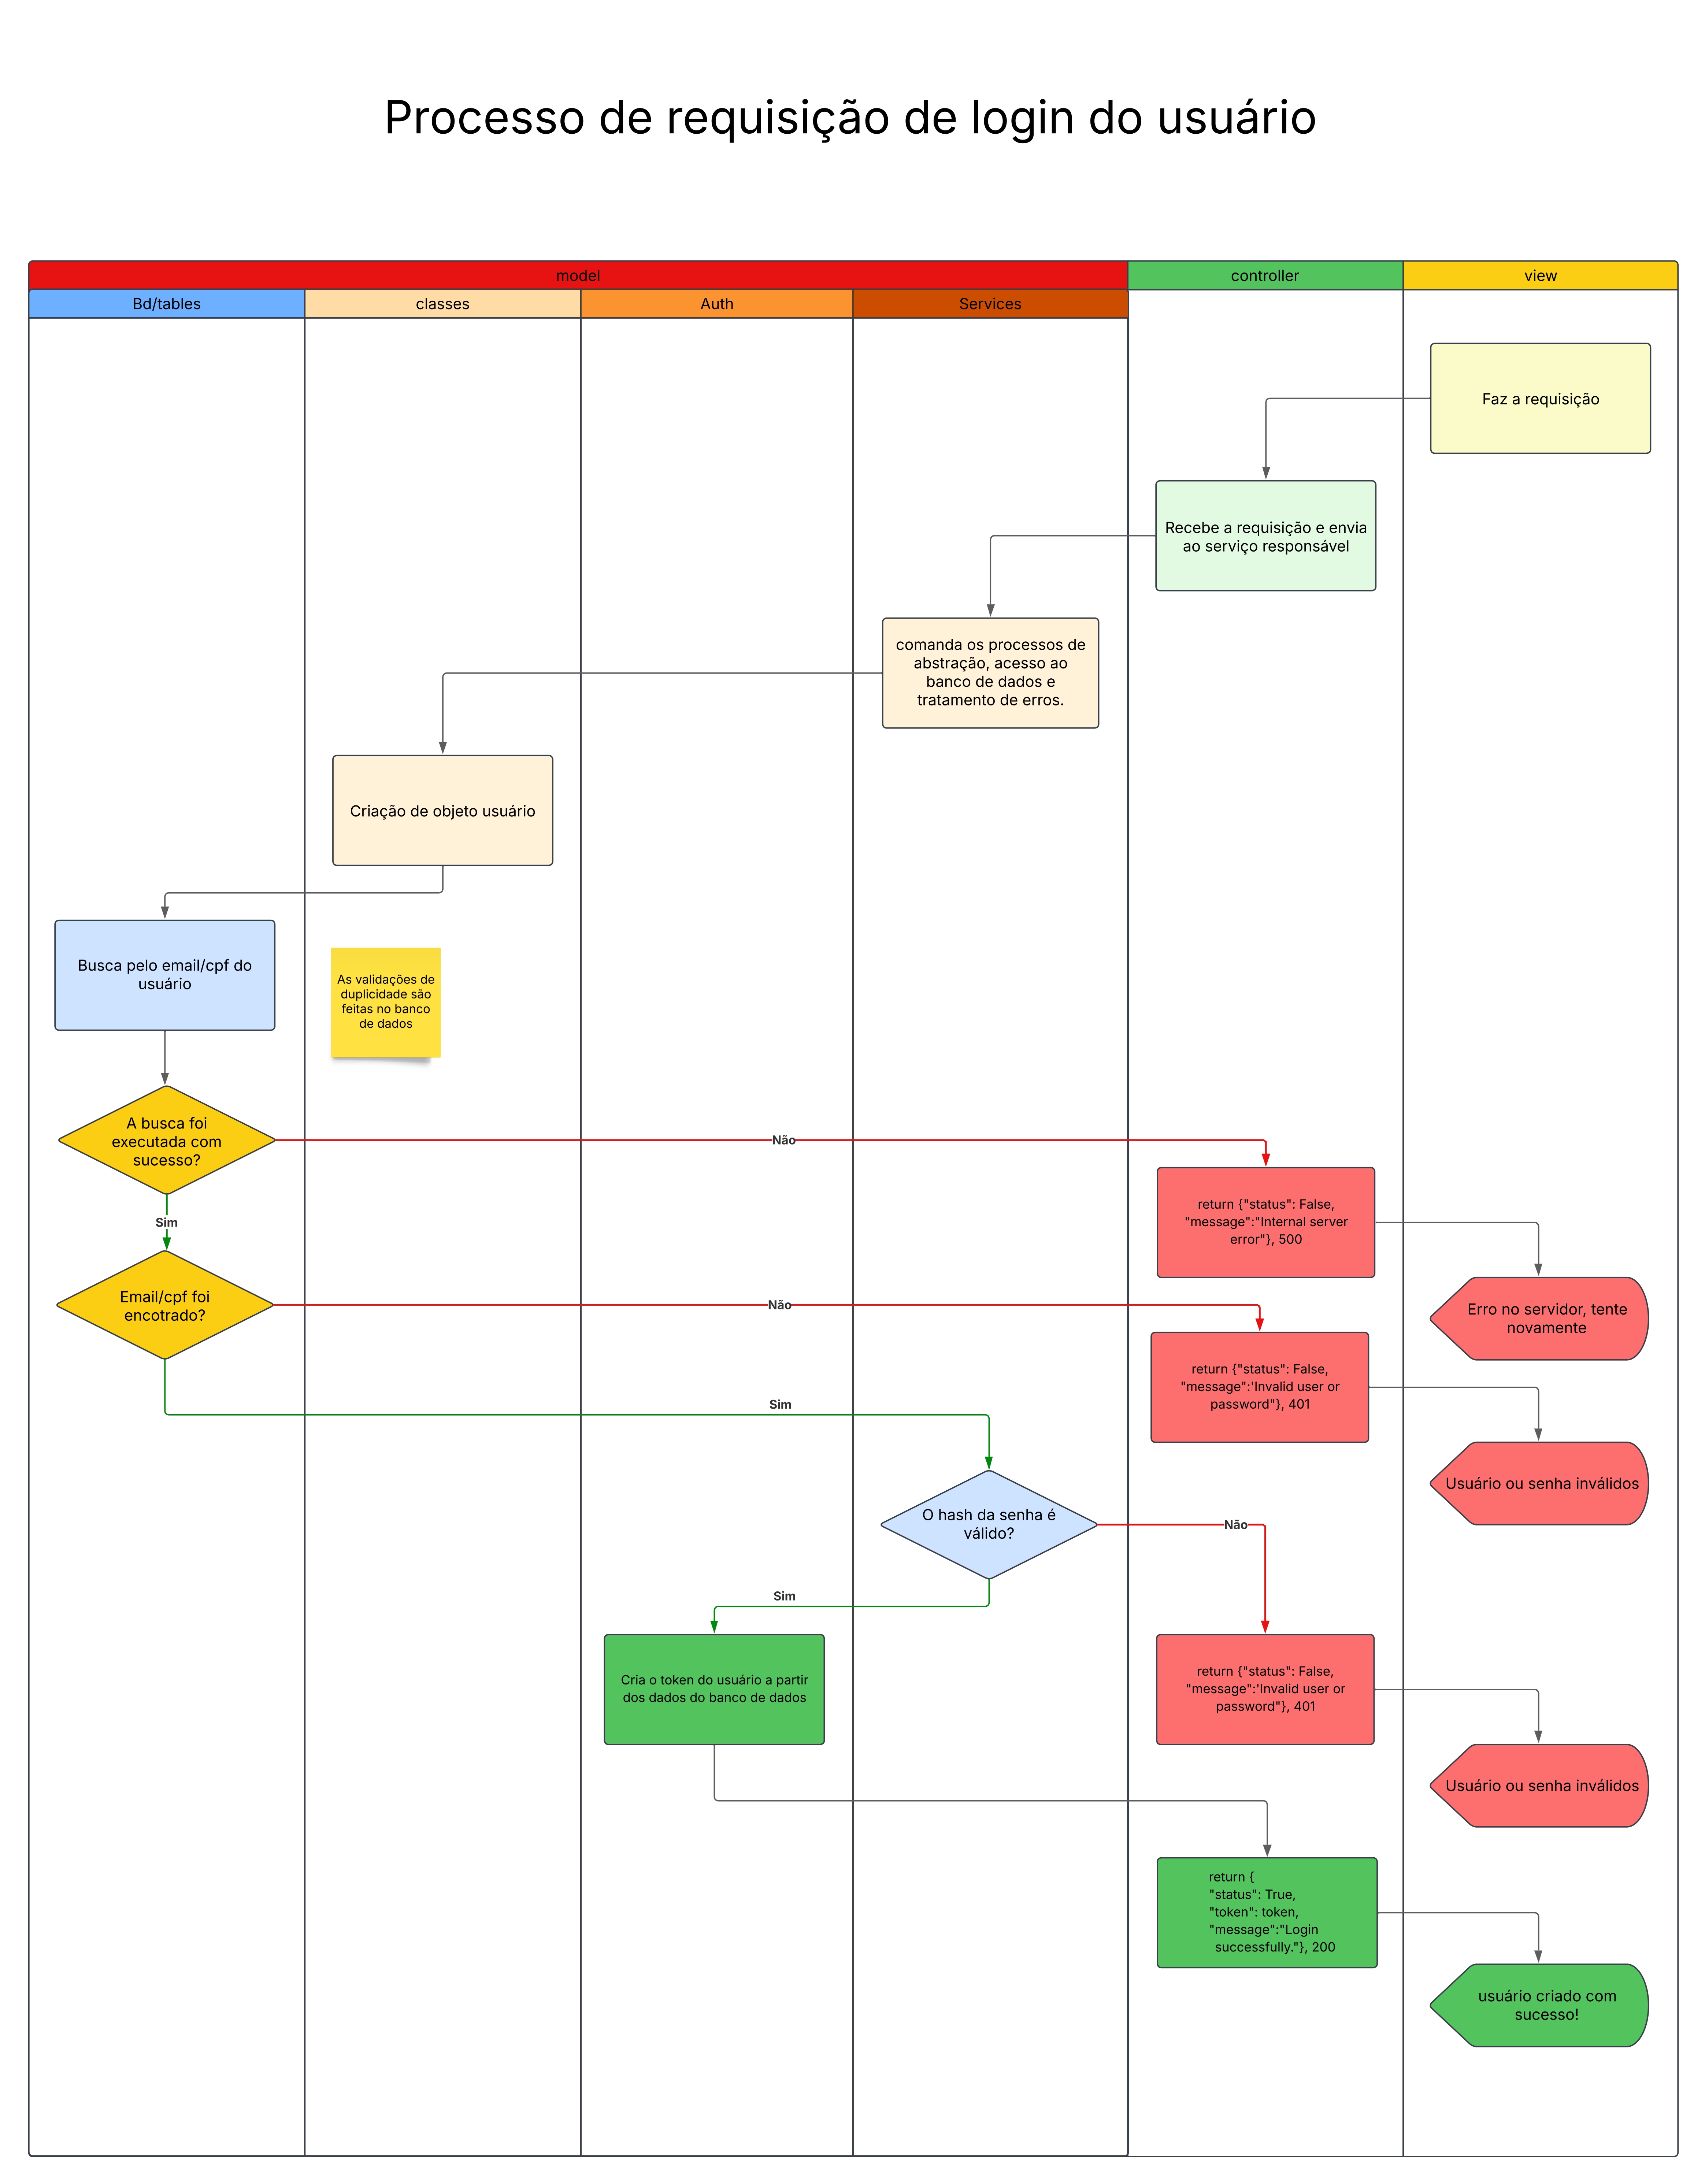 Processo de requisição de login do usuário
model
controller
view
Bd/tables
classes
Auth
Services
Faz a requisição
Recebe a requisição e envia
ao serviço responsável
comanda os processos de
abstração, acesso ao
banco de dados e
tratamento de erros.
Criação de objeto usuário
Busca pelo email/cpf do
usuário
As validações de
duplicidade são
feitas no banco
de dados
A busca foi
executada com
sucesso?
Não
return {"status": False,
"message":"Internal server
error"}, 500
Sim
Erro no servidor, tente
novamente
Email/cpf foi
encotrado?
Não
return {"status": False,
"message":'Invalid user or
password"}, 401
Sim
Usuário ou senha inválidos
O hash da senha é
válido?
Não
Sim
Cria o token do usuário a partir
dos dados do banco de dados
return {"status": False,
"message":'Invalid user or
password"}, 401
Usuário ou senha inválidos
return {
"status": True,
"token": token,
"message":"Login
successfully."}, 200
usuário criado com
sucesso!